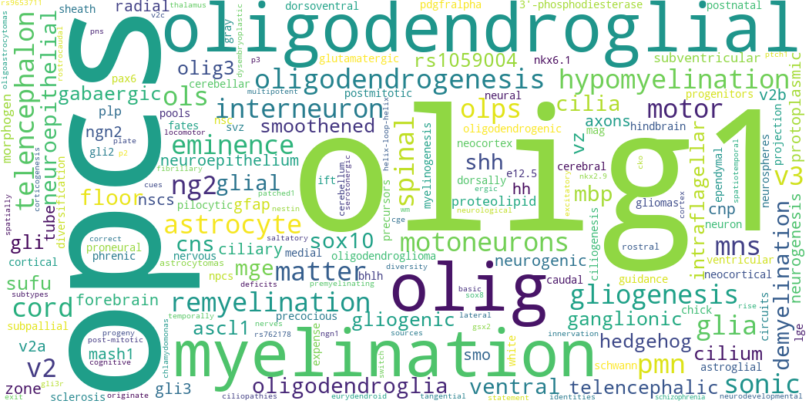 olig1
opcs
oligodendroglial
myelination
olig
oligodendrogenesis
hypomyelination
interneuron
eminence
astrocyte
remyelination
gliogenesis
motoneurons
telencephalon
neuroepithelial
oligodendroglia
ventral
telencephalic
sonic
hedgehog
ganglionic
motor
spinal
cord
matter
floor
glial
glia
ng2
olps
ols
cilia
cilium
shh
hh
vz
mns
pmn
v3
v2
mbp
mge
cns
sox10
gli
sufu
ascl1
gliogenic
neurogenic
demyelination
neurogenesis
intraflagellar
rs1059004
gabaergic
olig3
radial
sheath
morphogen
neuroepithelium
smoothened
nscs
tube
plp
ngn2
gli2
pax6
gray
cerebellar
fates
pools
svz
nsc
postmitotic
multipotent
p3
glutamatergic
dorsoventral
pdgfralpha
3'-phosphodiesterase
postnatal
nkx6.1
subventricular
protoplasmic
progenitors
v2b
hindbrain
axons
mag
neural
oligodendrogenic
neocortex
dorsally
ergic
e12.5
proteolipid
cerebral
nkx2.9
cko
gliomas
cortex
rostral
cnp
neuron
ependymal
spatiotemporal
neurospheres
projection
ventricular
neocortical
circuits
lge
astroglial
chick
rise
guidance
ciliogenesis
excitatory
caudal
basic
sox8
lateral
gsx2
innervation
smo
white
expense
switch
sources
precocious
bhlh
diversity
premyelinating
oligodendroglioma
medial
ciliary
gfap
pilocytic
nestin
patched1
ift
cerebellum
serotonergic
helix-loop-helix
precursors
myelinogenesis
neurological
cge
saltatory
nervous
astrocytomas
npcs
deficits
temporally
nerves
ngn1
rs762178
gli3
chlamydomonas
forebrain
subpallial
cortical
spatially
diversification
proneural
correct
phrenic
mash1
progeny
post-mitotic
cognitive
originate
sclerosis
zone
v2a
subtypes
gli3r
exit
ciliopathies
eurydendroid
tangential
statement
identities
schizophrenia
schwann
neurodevelopmental
oligoastrocytomas
pns
v2c
thalamus
rostrocaudal
dysembryoplastic
corticogenesis
cues
plate
p2
fibrillary
locomotor
ptch1